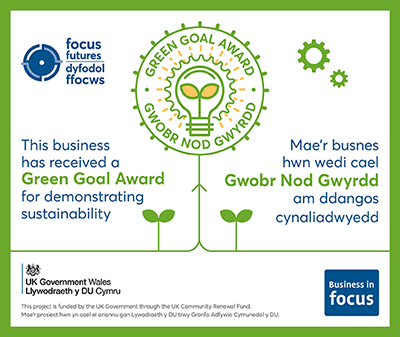 focus
futures
dyfodol
ffocws
· GREEN GOAL AWARD ·
GWOBR NOD GWYRDD
This business
has received a
Green Goal Award
for demonstrating
sustainability
Mae'r busnes
hwn wedi cael
Gwobr Nod Gwyrdd
am ddangos
cynaliadwyedd
UK Government Wales
Llywodraeth y DU Cymru
Business in
focus
This project is funded by the UK Government through the UK Community Renewal Fund.
Mae'r prosiect hwn yn cael ei ariannu gan Lywodraeth y DU trwy Gronfa Adfywio Cymunedol y DU.